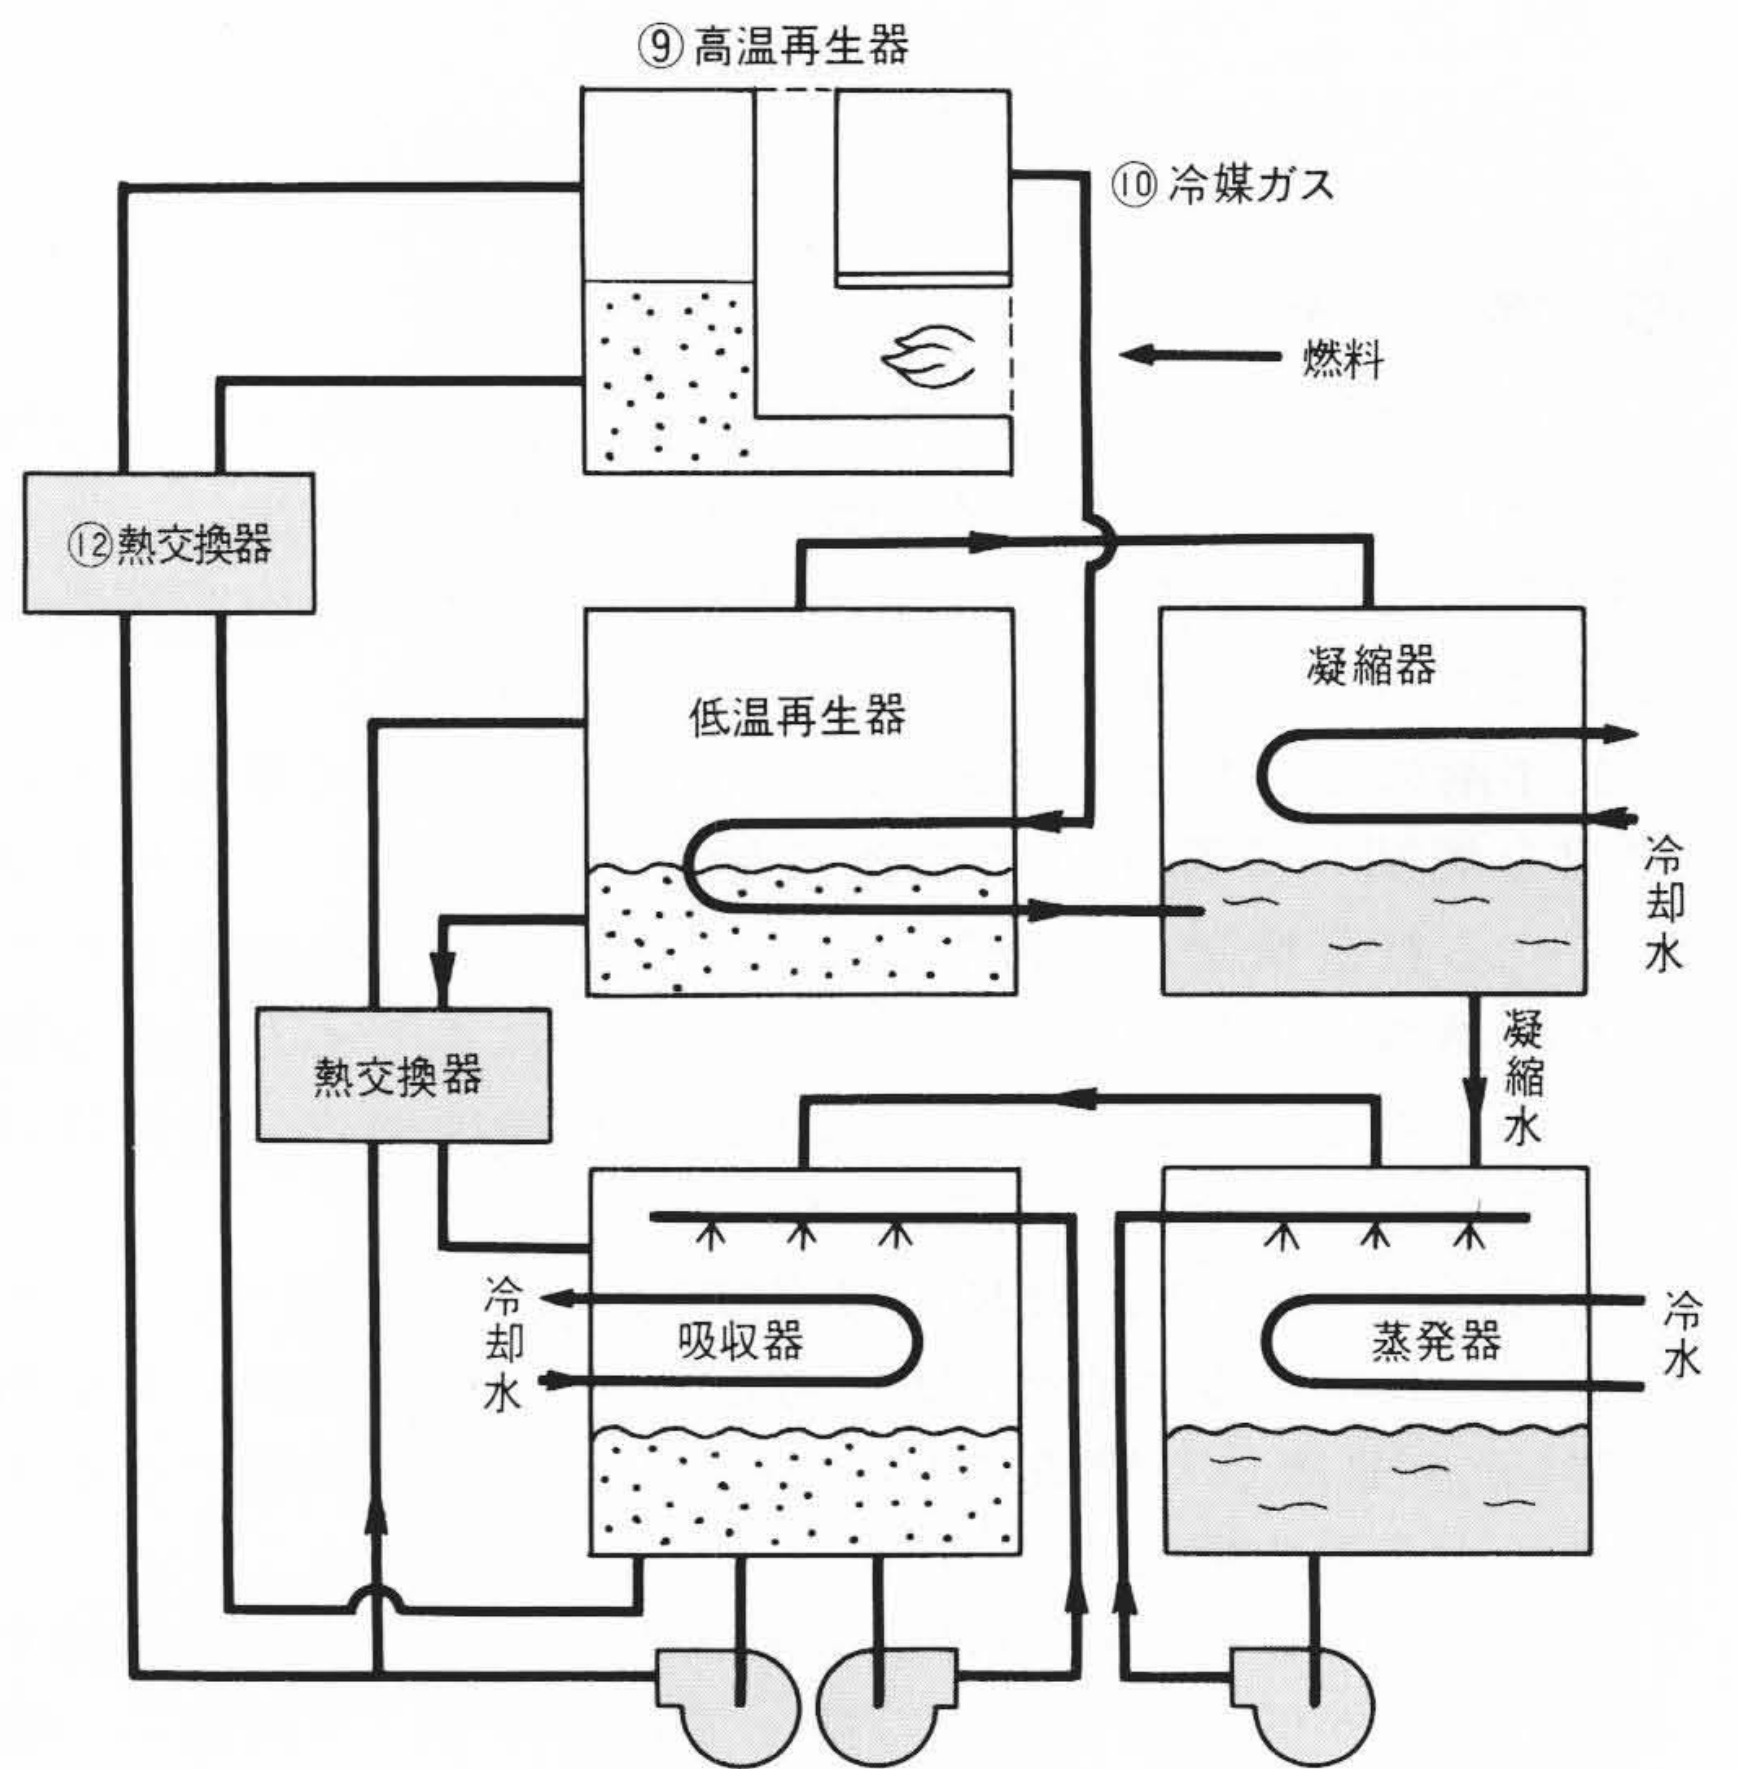 ⑨高温再生器
⑩冷媒ガス
燃料
⑫熱交換器
凝縮器
低温再生器
冷却水
凝縮水
熱交換器
冷却水
吸収器
蒸発器
冷水